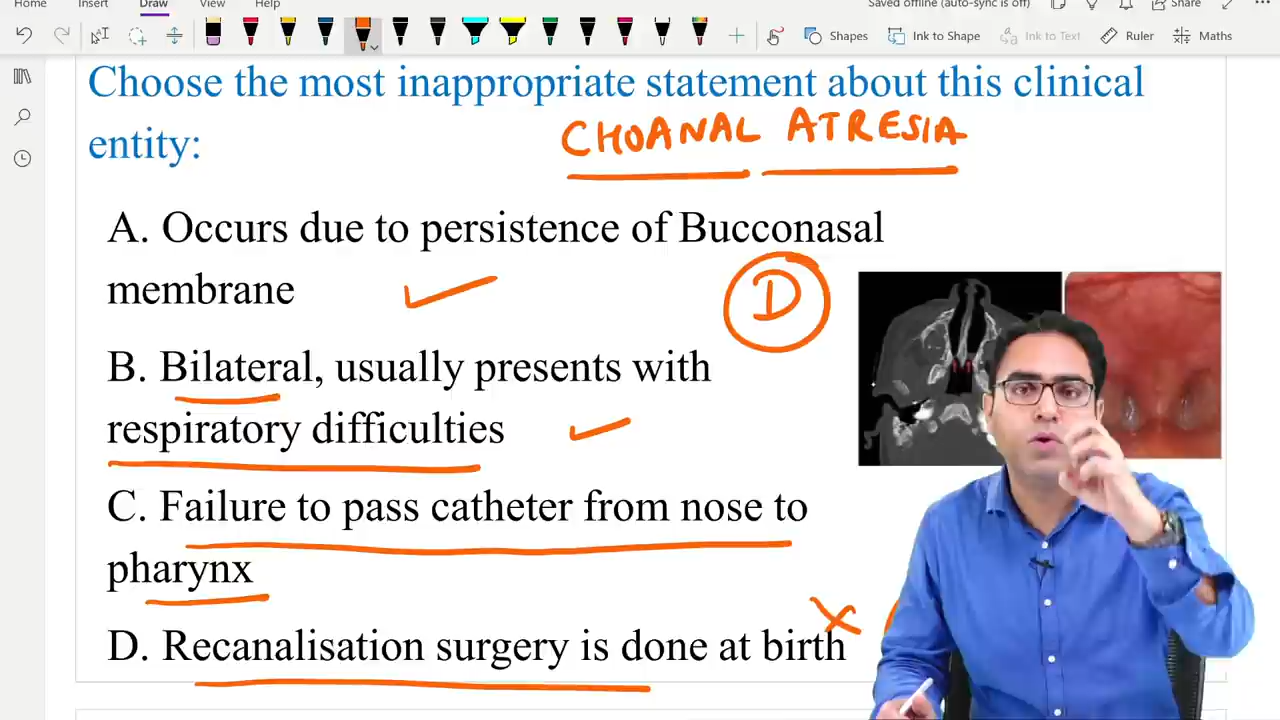 Home Insert Draw View Help Saved offline (auto-sync is off) Share
Shapes Ink to Shape Ink to Text Ruler Maths
Choose the most inappropriate statement about this clinical
entity:
CHOANAL ATRESIA
A. Occurs due to persistence of Bucconasal
membrane
D
B. Bilateral, usually presents with
respiratory difficulties
C. Failure to pass catheter from nose to
pharynx
D. Recanalisation surgery is done at birth